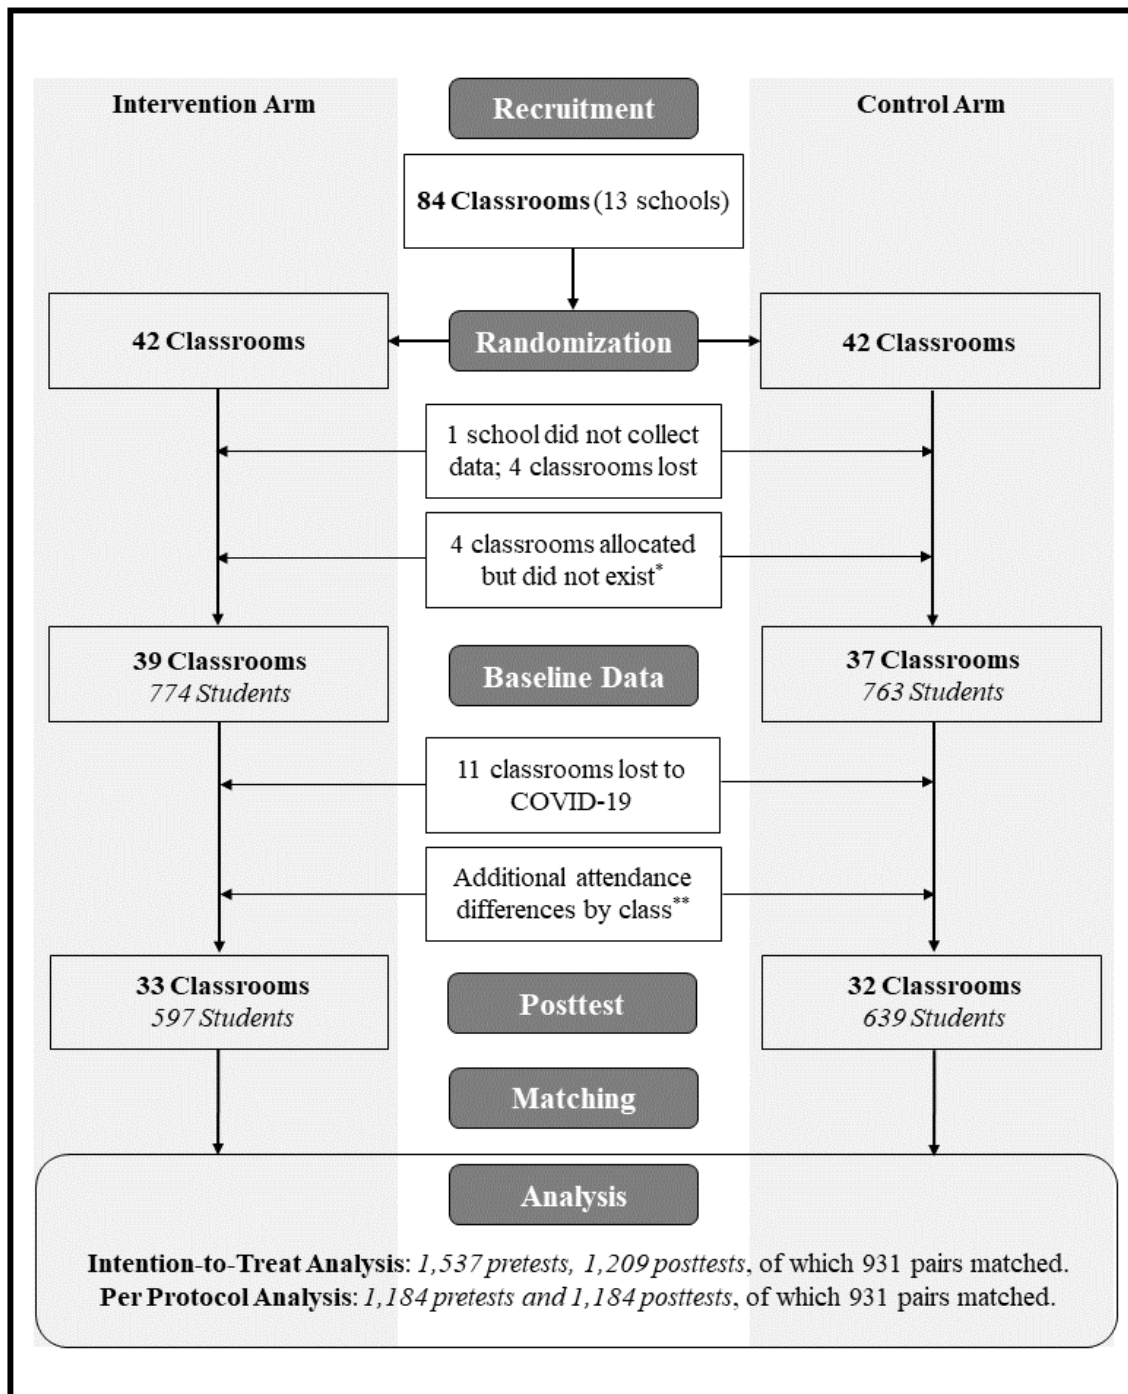 Intervention Arm
Recruitment
Control Arm
84 Classrooms (13 schools)
42 Classrooms
Randomization
42 Classrooms
1 school did not collect
data; 4 classrooms lost
4 classrooms allocated
but did not exist*
39 Classrooms
774 Students
Baseline Data
37 Classrooms
763 Students
11 classrooms lost to
COVID-19
Additional attendance
differences by class**
33 Classrooms
597 Students
Posttest
32 Classrooms
639 Students
Matching
Analysis
Intention-to-Treat Analysis: 1,537 pretests, 1,209 posttests, of which 931 pairs matched.
Per Protocol Analysis: 1,184 pretests and 1,184 posttests, of which 931 pairs matched.